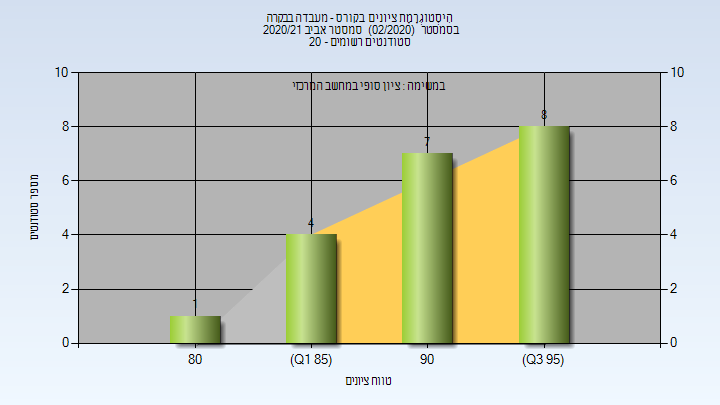 הִיסְטוֹגְרָמַת ציונים בקורס - מעבדה בבקרה
בסמסטר (02/2020) סמסטר אביב 2020/21
סטודנטים רשומים - 20
במשימה : ציון סופי במחשב המרכזי
10
8
6
4
2
0
10
8
6
4
2
0
1
4
7
8
מספר סטודנטים
80
(Q1 85)
90
(Q3 95)
טווח ציונים